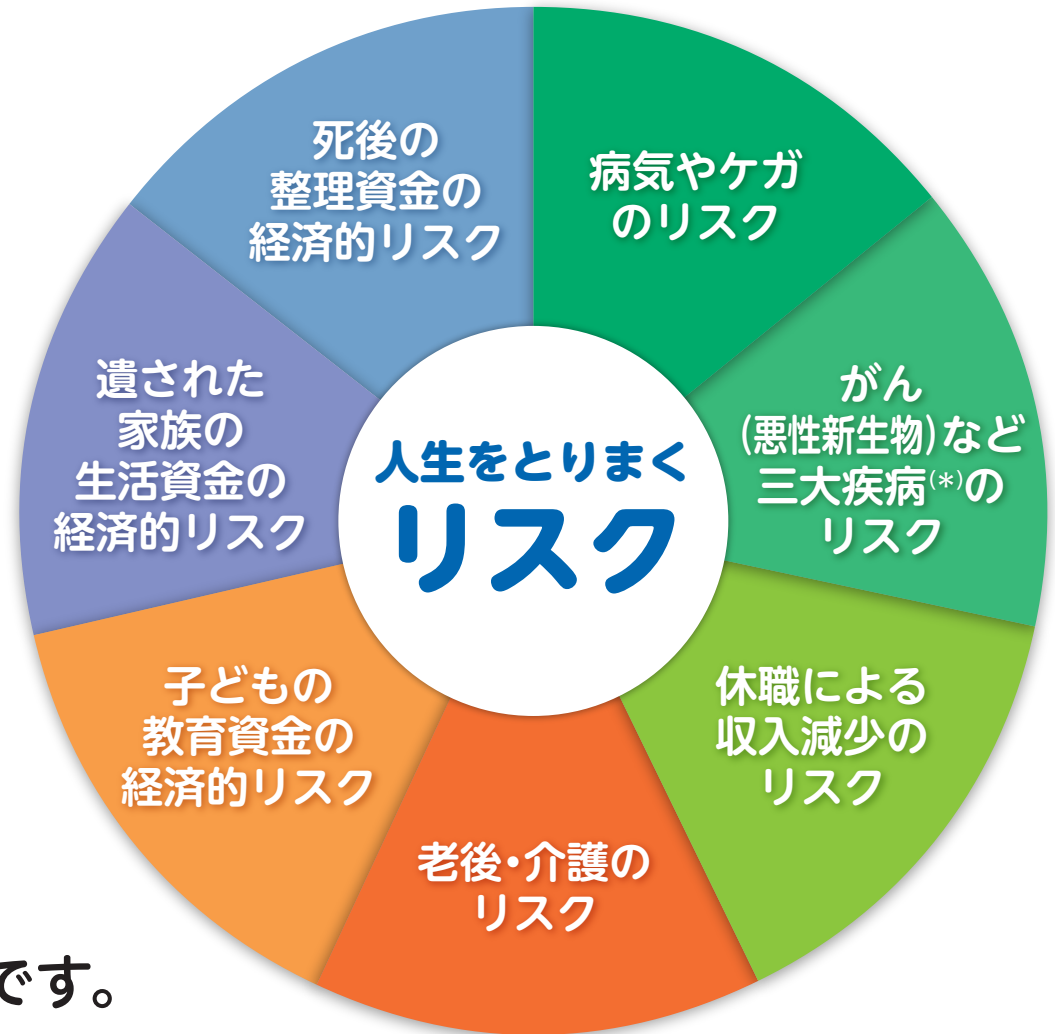 人生をとりまく
リスク
病気やケガ
のリスク
がん
(悪性新生物)など
三大疾病(*)の
リスク
休職による
収入減少の
リスク
老後・介護の
リスク
子どもの
教育資金の
経済的リスク
遺された
家族の
生活資金の
経済的リスク
死後の
整理資金の
経済的リスク
です。